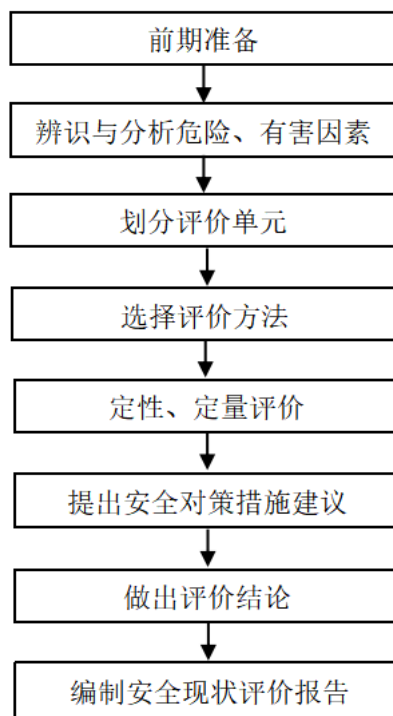 前期准备
辨识与分析危险、有害因素
划分评价单元
选择评价方法
定性、定量评价
提出安全对策措施建议
做出评价结论
编制安全现状评价报告